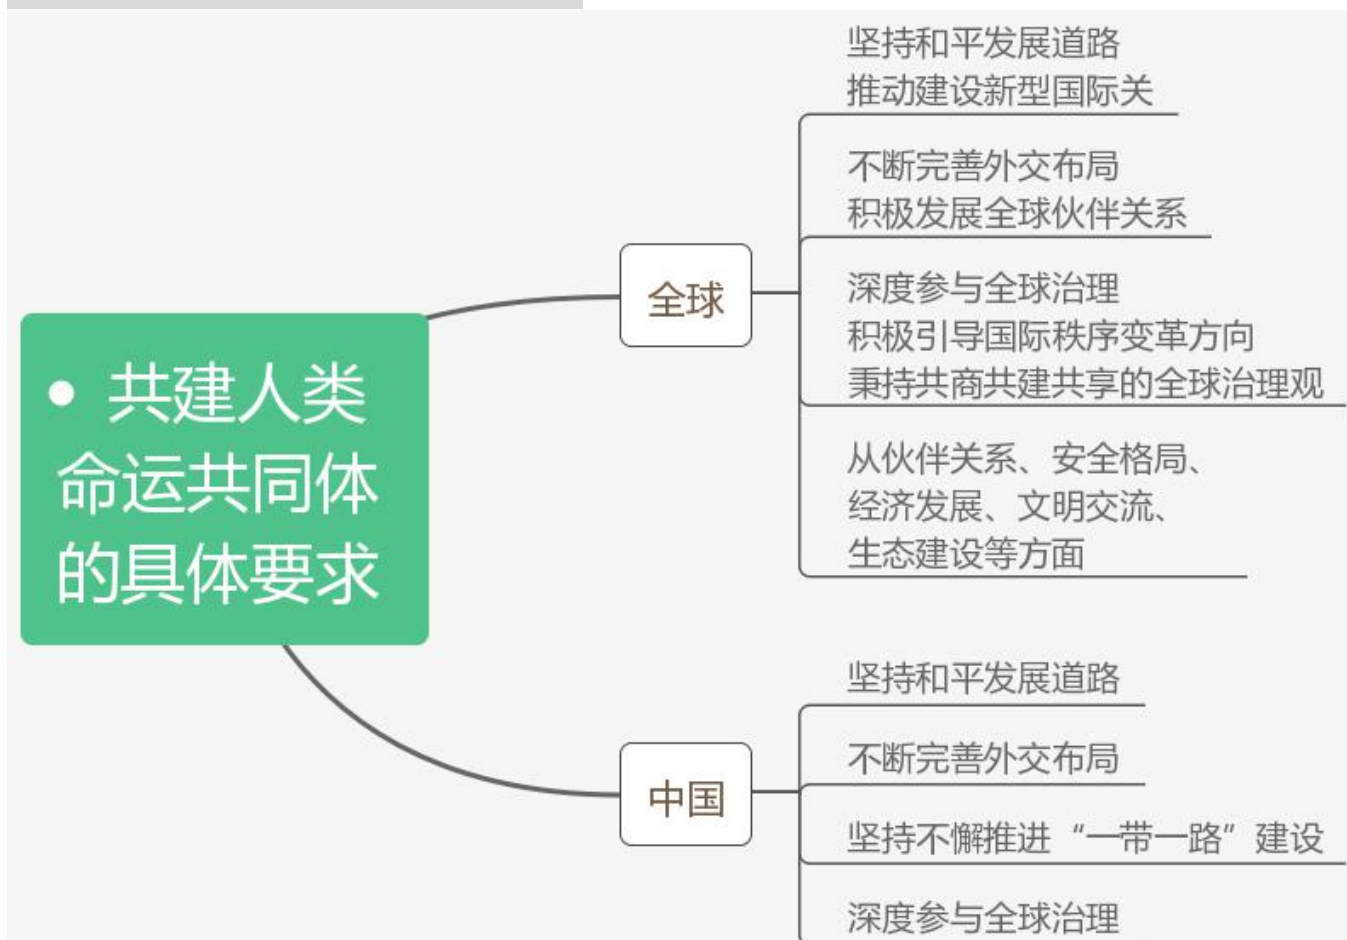 • 共建人类
命运共同体
的具体要求
全球
坚持和平发展道路
推动建设新型国际关
不断完善外交布局
积极发展全球伙伴关系
深度参与全球治理
积极引导国际秩序变革方向
秉持共商共建共享的全球治理观
从伙伴关系、安全格局、
经济发展、文明交流、
生态建设等方面
中国
坚持和平发展道路
不断完善外交布局
坚持不懈推进“一带一路”建设
深度参与全球治理